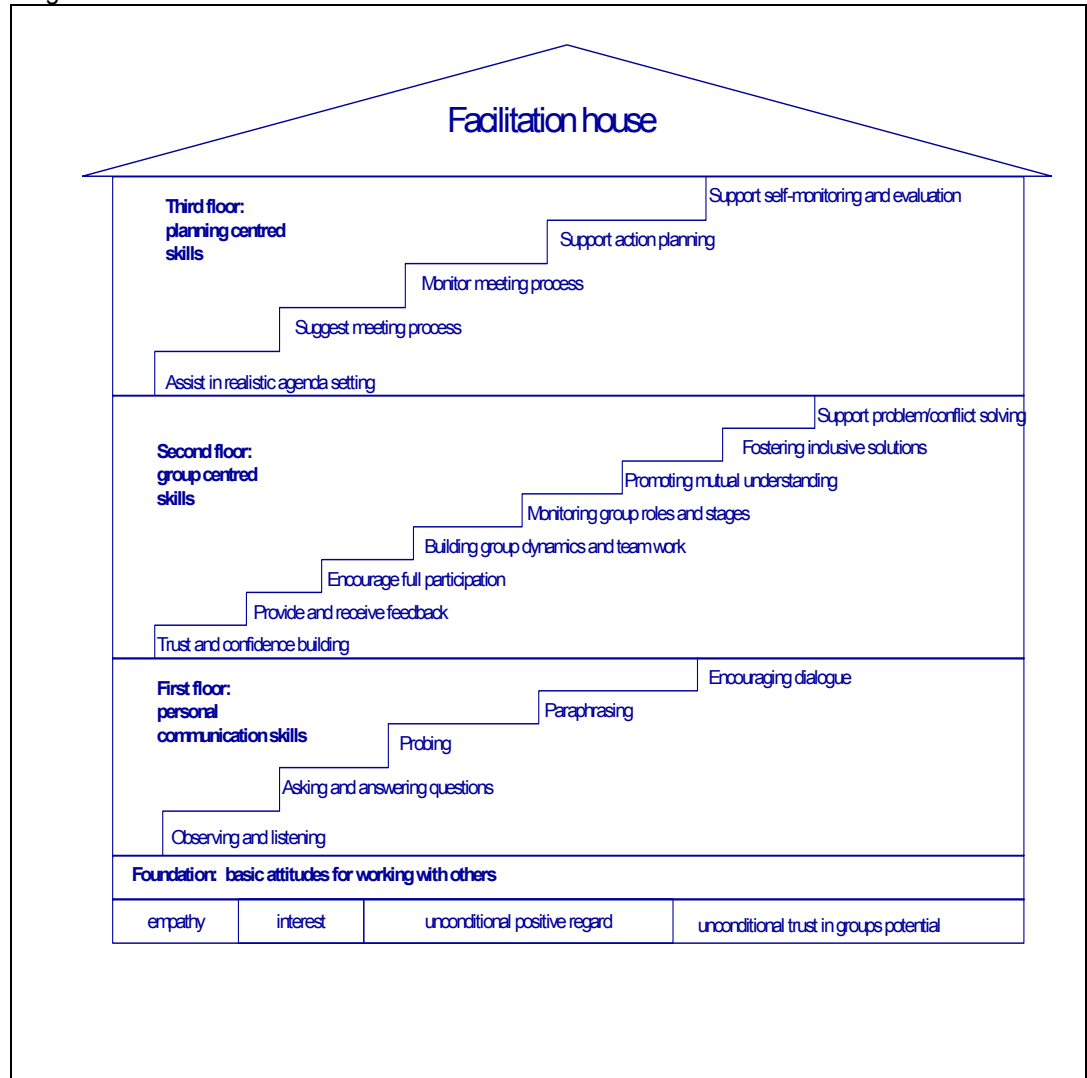 Facilitation house
Third floor:
planning centred
skills
Support self-monitoring and evaluation
Support action planning
Monitor meeting process
Suggest meeting process
Assist in realistic agenda setting
Second floor:
group centred
skills
Support problem/conflict solving
Fostering inclusive solutions
Promoting mutual understanding
Monitoring group roles and stages
Building group dynamics and team work
Encourage full participation
Provide and receive feedback
Trust and confidence building
First floor:
personal
communication skills
Encouraging dialogue
Paraphrasing
Probing
Asking and answering questions
Observing and listening
Foundation: basic attitudes for working with others
empathy
interest
unconditional positive regard
unconditional trust in groups potential